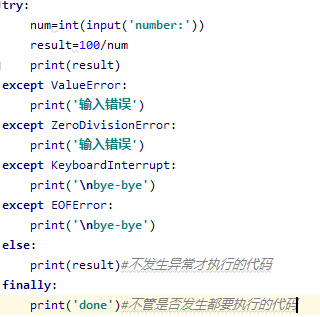 try:
    num=int(input('number:'))
    result=100/num
    print(result)
except ValueError:
    print('输入错误')
except ZeroDivisionError:
    print('输入错误')
except KeyboardInterrupt:
    print('\nbye-bye')
except EOFError:
    print('\nbye-bye')
else:
    print(result)#不发生异常才执行的代码
finally:
    print('done')#不管是否发生都要执行的代码